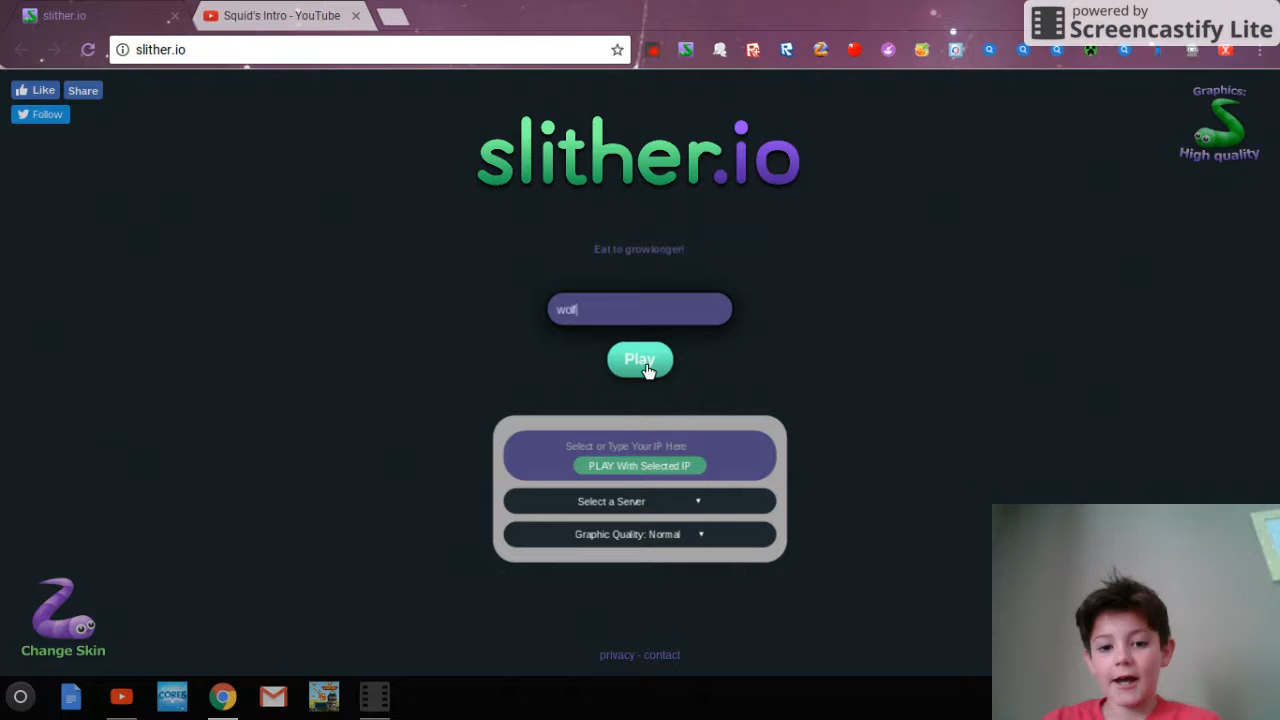 slither.io
Squid's Intro - YouTube
powered by
Screencastify Lite
slither.io
Like
Share
Follow
Graphics:
High quality
slither.io
Eat to grow longer!
wolf
Play
Select or Type Your IP Here
PLAY With Selected IP
Select a Server
Graphic Quality: Normal
Change Skin
privacy · contact
CORE5